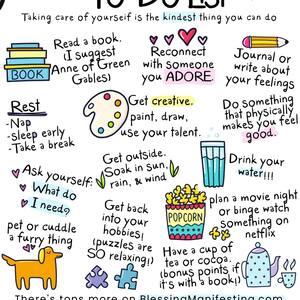 TO DO LIST
Taking care of yourself is the kindest thing you can do
Read a book.
(I suggest
Anne of Green
Gables)
BOOK
Reconnect
with someone
you ADORE.
Journal or
write about
your feelings
Rest
-Nap
-Sleep early
-Take a break
Get creative.
paint, draw,
use your talent.
Do something
that physically
makes you feel
good.
Ask yourself:
What do
I need?
Get outside.
Soak in sun,
rain, & wind
Drink your
water!!!
pet or cuddle
a furry thing
Get back
into your
hobbies!
(puzzles are
SO relaxing!)
POPCORN
plan a movie night
or binge watch
something on
netflix
Have a cup of
tea or cocoa.
(bonus points if
it's with a book!)
There's tons more on BlessingManifesting.com